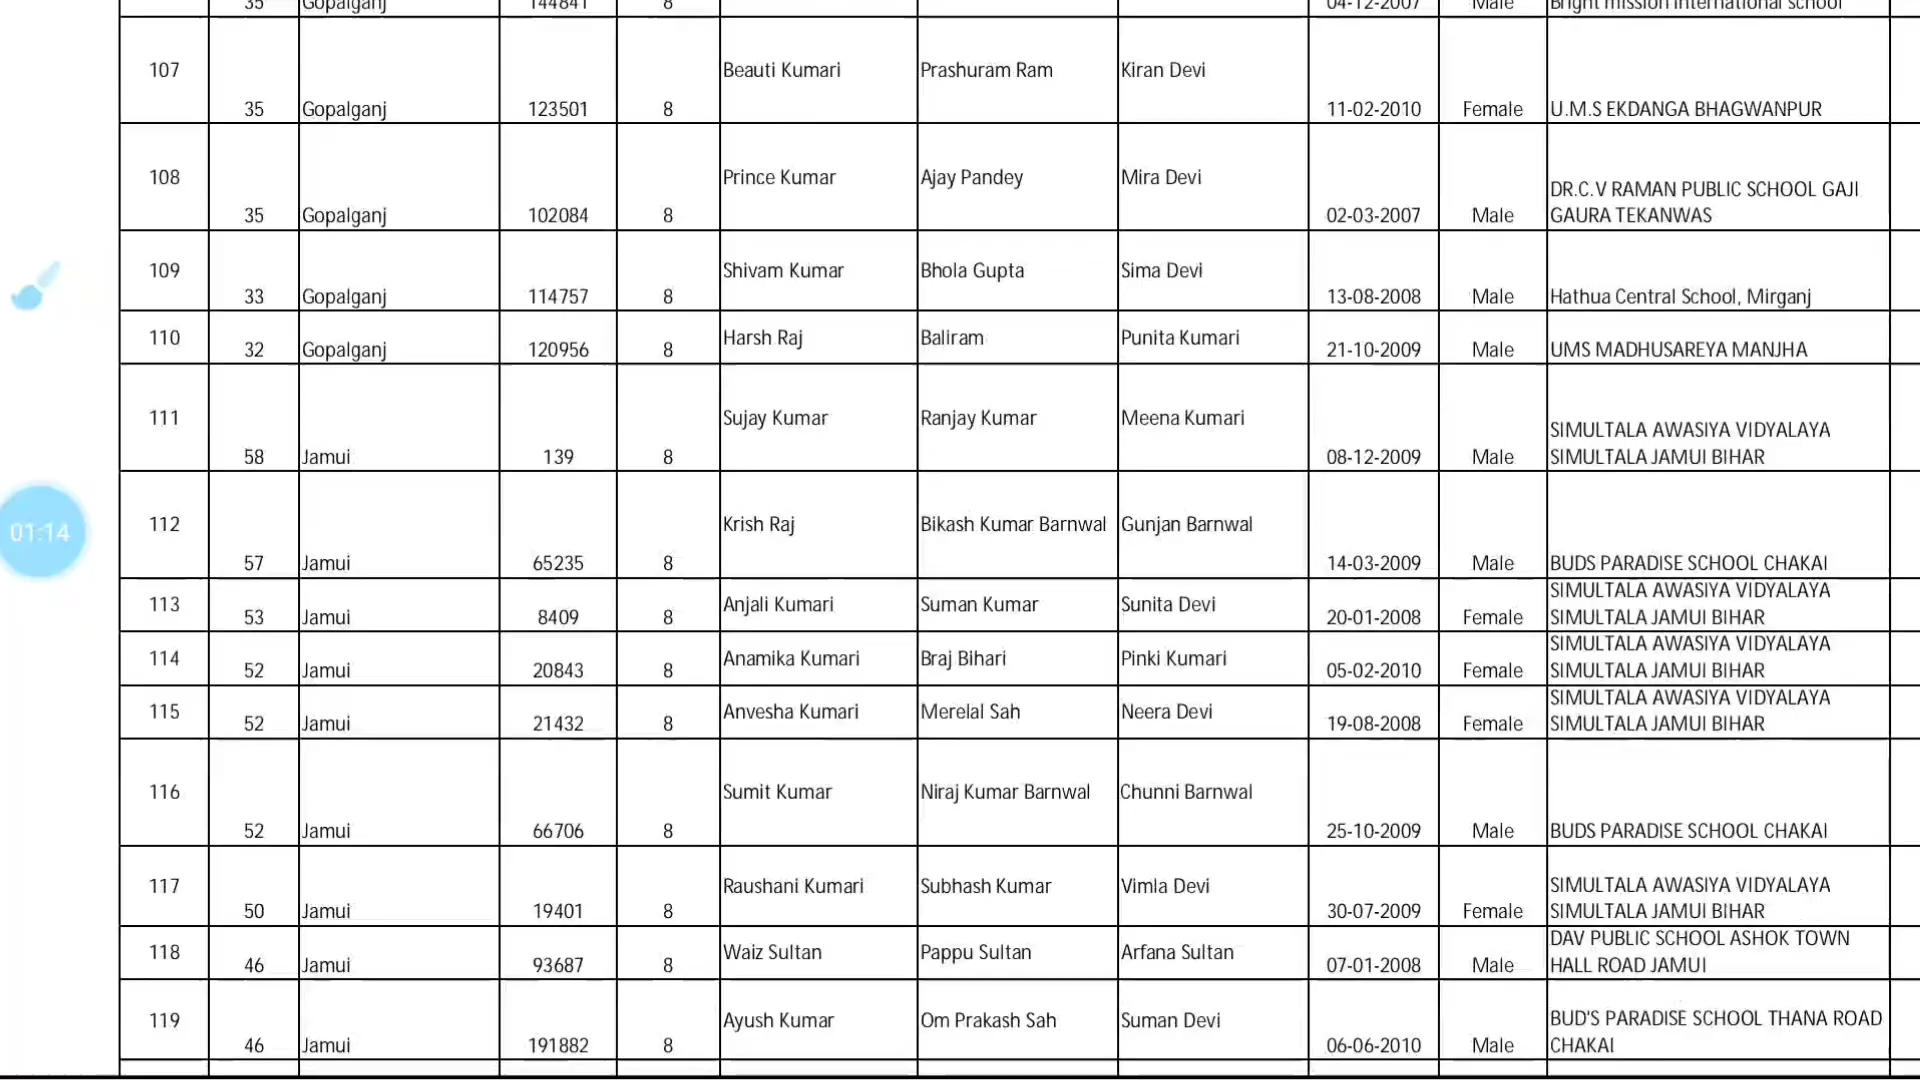 35 Gopalganj 144841 8 04-12-2007 Male Bright mission international school
107 Beauti Kumari Prashuram Ram Kiran Devi
35 Gopalganj 123501 8 11-02-2010 Female U.M.S EKDANGA BHAGWANPUR
108 Prince Kumar Ajay Pandey Mira Devi
DR.C.V RAMAN PUBLIC SCHOOL GAJI
35 Gopalganj 102084 8 02-03-2007 Male GAURA TEKANWAS
109 Shivam Kumar Bhola Gupta Sima Devi
33 Gopalganj 114757 8 13-08-2008 Male Hathua Central School, Mirganj
110 Harsh Raj Baliram Punita Kumari
32 Gopalganj 120956 8 21-10-2009 Male UMS MADHUSAREYA MANJHA
111 Sujay Kumar Ranjay Kumar Meena Kumari
SIMULTALA AWASIYA VIDYALAYA
58 Jamui 139 8 08-12-2009 Male SIMULTALA JAMUI BIHAR
01:14
112 Krish Raj Bikash Kumar Barnwal Gunjan Barnwal
57 Jamui 65235 8 14-03-2009 Male BUDS PARADISE SCHOOL CHAKAI
113 Anjali Kumari Suman Kumar Sunita Devi SIMULTALA AWASIYA VIDYALAYA
53 Jamui 8409 8 20-01-2008 Female SIMULTALA JAMUI BIHAR
114 Anamika Kumari Braj Bihari Pinki Kumari SIMULTALA AWASIYA VIDYALAYA
52 Jamui 20843 8 05-02-2010 Female SIMULTALA JAMUI BIHAR
115 Anvesha Kumari Merelal Sah Neera Devi SIMULTALA AWASIYA VIDYALAYA
52 Jamui 21432 8 19-08-2008 Female SIMULTALA JAMUI BIHAR
116 Sumit Kumar Niraj Kumar Barnwal Chunni Barnwal
52 Jamui 66706 8 25-10-2009 Male BUDS PARADISE SCHOOL CHAKAI
117 Raushani Kumari Subhash Kumar Vimla Devi SIMULTALA AWASIYA VIDYALAYA
50 Jamui 19401 8 30-07-2009 Female SIMULTALA JAMUI BIHAR
118 Waiz Sultan Pappu Sultan Arfana Sultan DAV PUBLIC SCHOOL ASHOK TOWN
46 Jamui 93687 8 07-01-2008 Male HALL ROAD JAMUI
119 Ayush Kumar Om Prakash Sah Suman Devi BUD'S PARADISE SCHOOL THANA ROAD
46 Jamui 191882 8 06-06-2010 Male CHAKAI